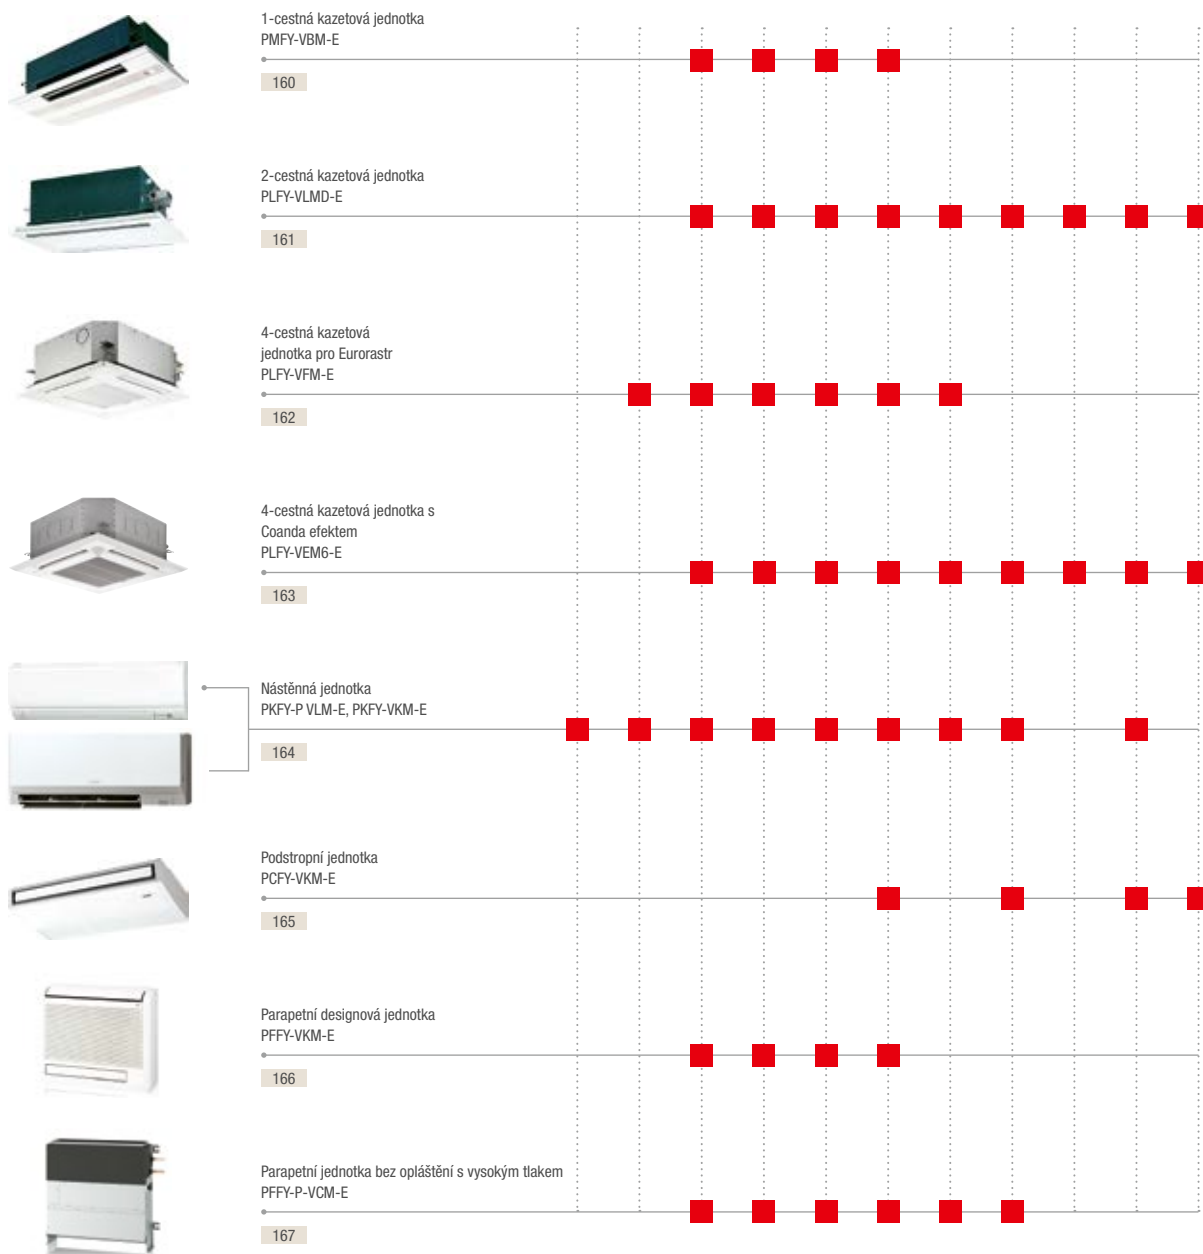 1-cestná kazetová jednotka
PMFY-VBM-E
160
2-cestná kazetová jednotka
PLFY-VLMD-E
161
4-cestná kazetová
jednotka pro Eurorastr
PLFY-VFM-E
162
4-cestná kazetová jednotka s
Coanda efektem
PLFY-VEM6-E
163
Nástěnná jednotka
PKFY-P VLM-E, PKFY-VKM-E
164
Podstropní jednotka
PCFY-VKM-E
165
Parapetní designová jednotka
PFFY-VKM-E
166
Parapetní jednotka bez opláštění s vysokým tlakem
PFFY-P-VCM-E
167